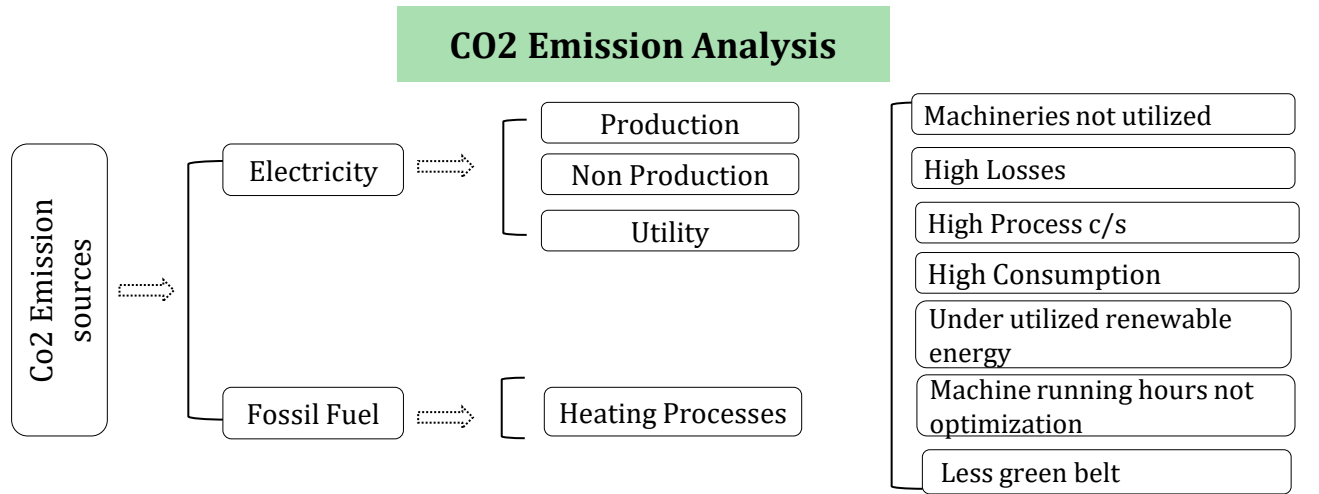 CO2 Emission Analysis
Co2 Emission
sources
Electricity
Fossil Fuel
Production
Non Production
Utility
Heating Processes
Machineries not utilized
High Losses
High Process c/s
High Consumption
Under utilized renewable
energy
Machine running hours not
optimization
Less green belt